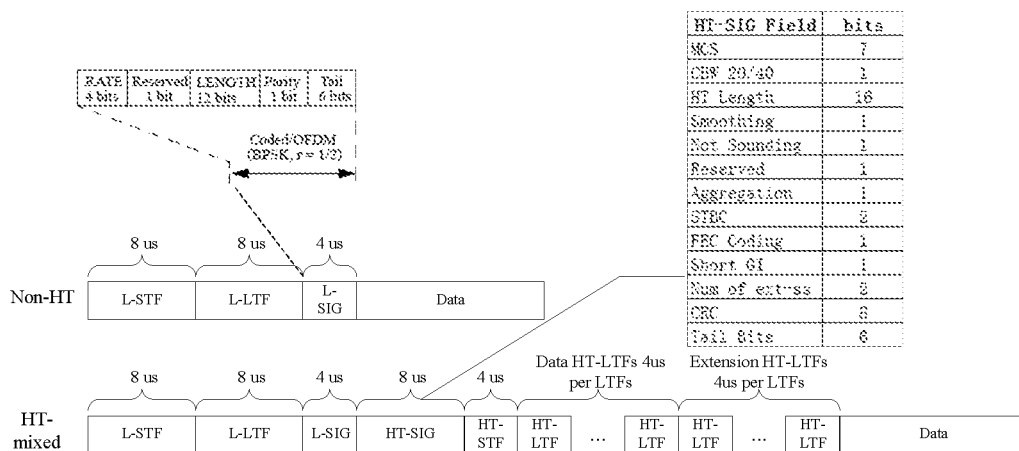 HT-SIG Field bits
MCS 7
CBW 20/40 1
HT Length 16
Smoothing 1
Not Sounding 1
Reserved 1
Aggregation 1
STBC 2
FEC Coding 1
Short GI 1
Num of ext-ss 2
CRC 8
Tail Bits 6
RATE Reserved LENGTH Parity Tail
4 bits 1 bit 12 bits 1 bit 6 bits
Coded/OFDM
(BPSK, r = 1/2)
8 us 8 us 4 us
Non-HT L-STF L-LTF L-SIG Data
Data HT-LTFs 4us per LTFs
Extension HT-LTFs 4us per LTFs
8 us 8 us 4 us 8 us 4 us
HT-mixed L-STF L-LTF L-SIG HT-SIG HT-STF HT-LTF ... HT-LTF HT-LTF ... HT-LTF Data